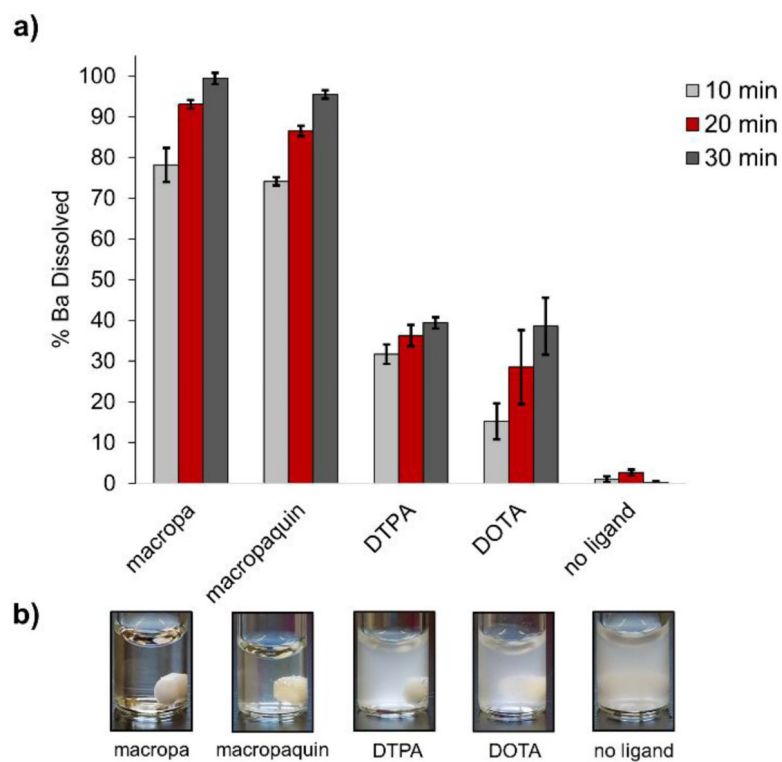 a)
% Ba Dissolved
100
90
80
70
60
50
40
30
20
10
0
10 min
20 min
30 min
macropa
macropaquin
DTPA
DOTA
no ligand
b)
macropa
macropaquin
DTPA
DOTA
no ligand